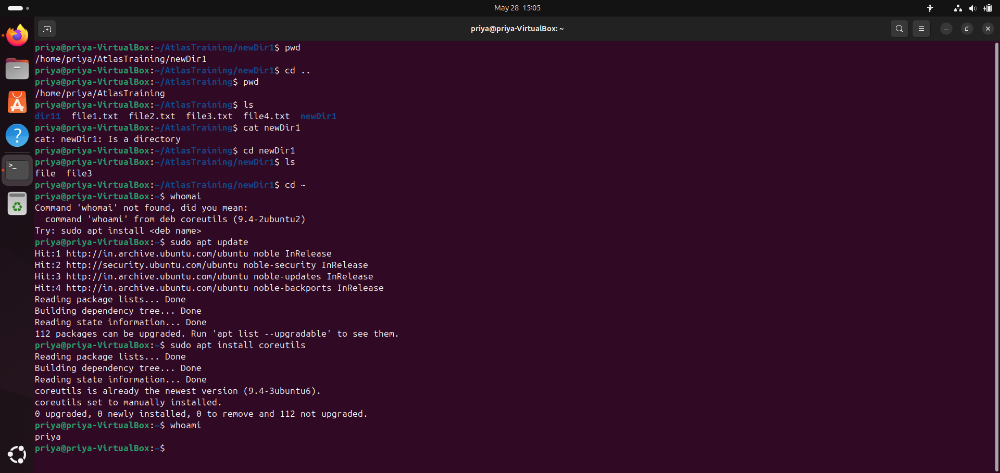 May 28 15:05
priya@priya-VirtualBox: ~
priya@priya-VirtualBox:~/AtlasTraining/newDir1$ pwd
/home/priya/AtlasTraining/newDir1
priya@priya-VirtualBox:~/AtlasTraining/newDir1$ cd ..
priya@priya-VirtualBox:~/AtlasTraining$ pwd
/home/priya/AtlasTraining
priya@priya-VirtualBox:~/AtlasTraining$ ls
dir11  file1.txt  file2.txt  file3.txt  file4.txt  newDir1
priya@priya-VirtualBox:~/AtlasTraining$ cat newDir1
cat: newDir1: Is a directory
priya@priya-VirtualBox:~/AtlasTraining$ cd newDir1
priya@priya-VirtualBox:~/AtlasTraining/newDir1$ ls
file  file3
priya@priya-VirtualBox:~/AtlasTraining/newDir1$ cd ~
priya@priya-VirtualBox:~$ whomai
Command 'whomai' not found, did you mean:
  command 'whoami' from deb coreutils (9.4-2ubuntu2)
Try: sudo apt install <deb name>
priya@priya-VirtualBox:~$ sudo apt update
Hit:1 http://in.archive.ubuntu.com/ubuntu noble InRelease
Hit:2 http://security.ubuntu.com/ubuntu noble-security InRelease
Hit:3 http://in.archive.ubuntu.com/ubuntu noble-updates InRelease
Hit:4 http://in.archive.ubuntu.com/ubuntu noble-backports InRelease
Reading package lists... Done
Building dependency tree... Done
Reading state information... Done
112 packages can be upgraded. Run 'apt list --upgradable' to see them.
priya@priya-VirtualBox:~$ sudo apt install coreutils
Reading package lists... Done
Building dependency tree... Done
Reading state information... Done
coreutils is already the newest version (9.4-3ubuntu6).
coreutils set to manually installed.
0 upgraded, 0 newly installed, 0 to remove and 112 not upgraded.
priya@priya-VirtualBox:~$ whoami
priya
priya@priya-VirtualBox:~$